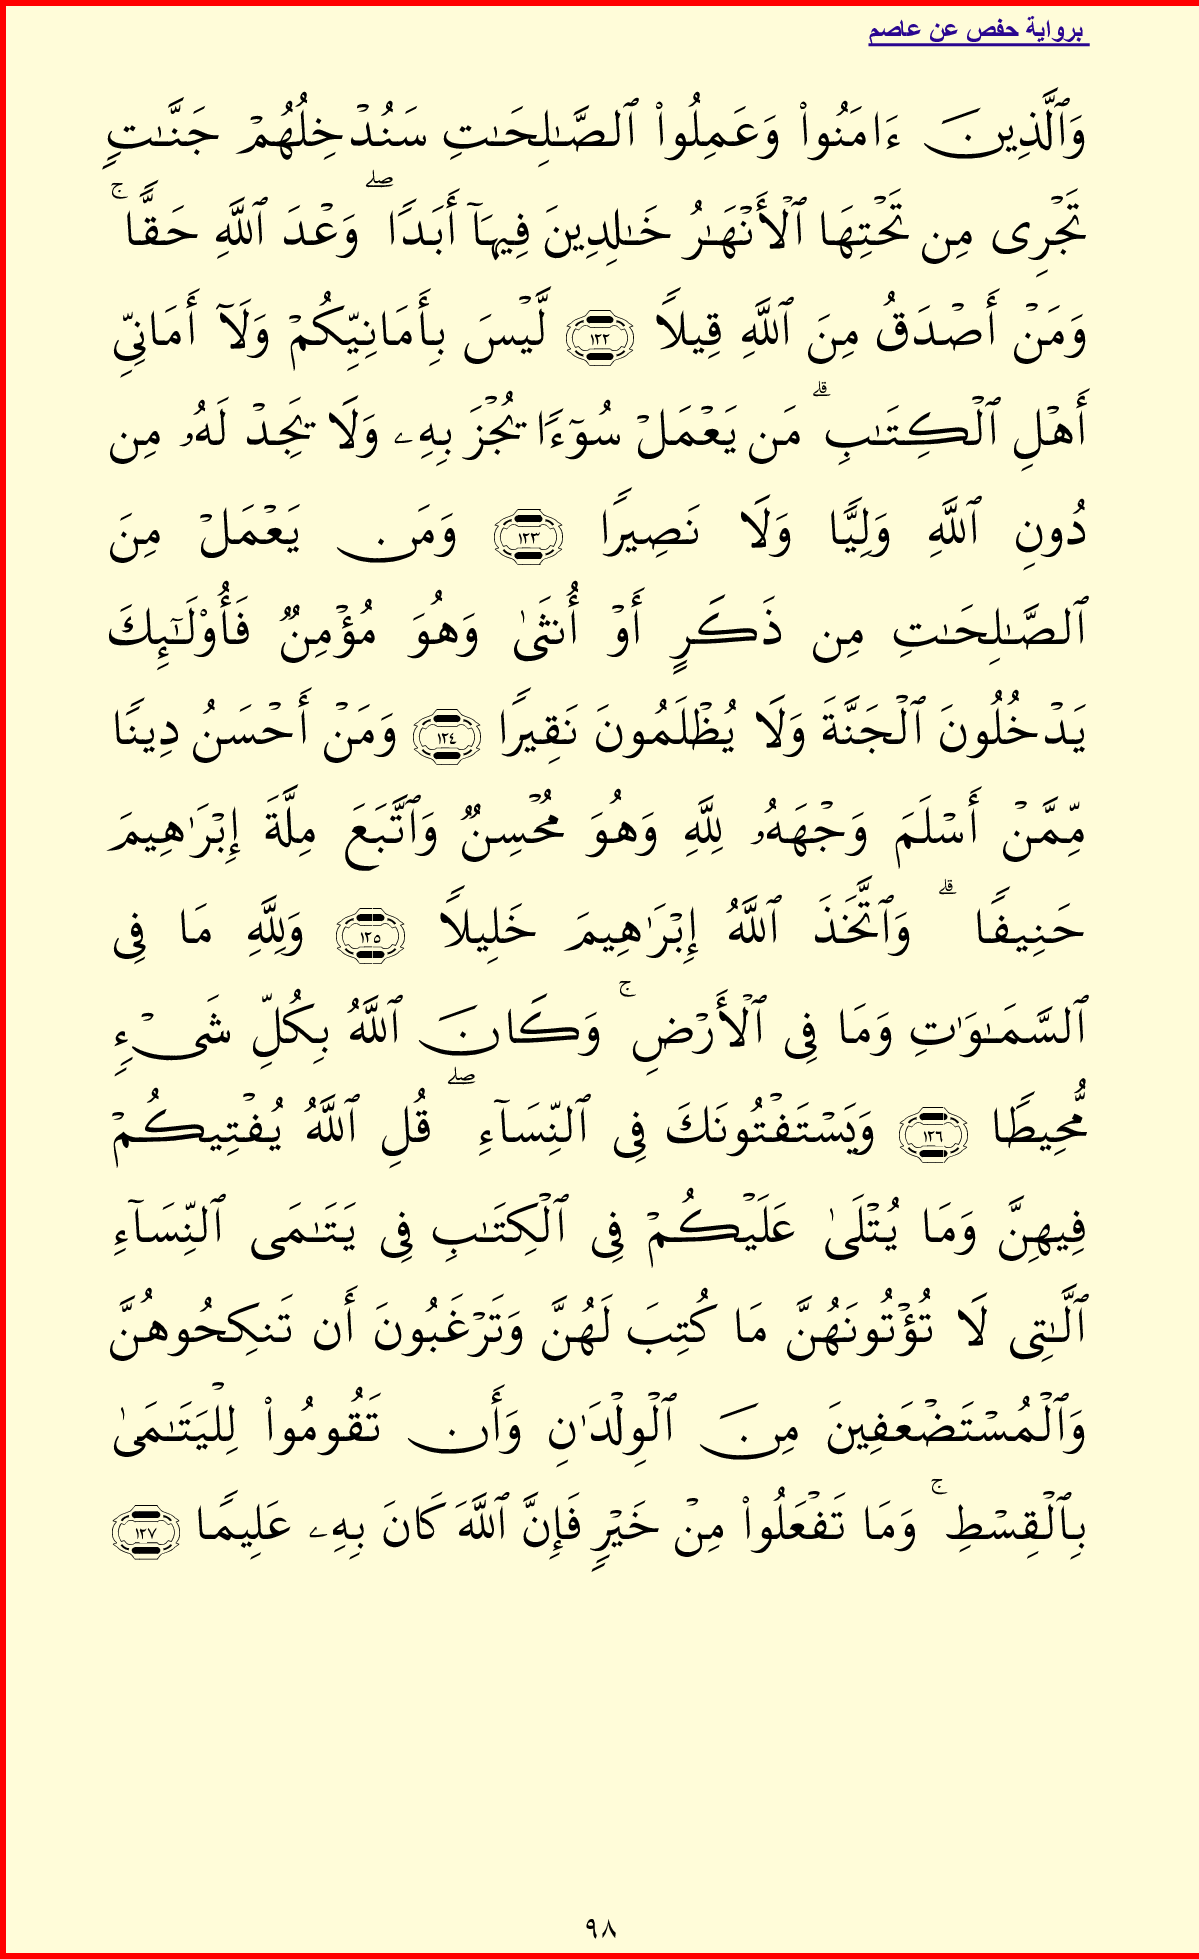 برواية حفص عن عاصم
وَٱلَّذِينَ ءَامَنُوا۟ وَعَمِلُوا۟ ٱلصَّـٰلِحَـٰتِ سَنُدْخِلُهُمْ جَنَّـٰتٍ
تَجْرِى مِن تَحْتِهَا ٱلْأَنْهَـٰرُ خَـٰلِدِينَ فِيهَآ أَبَدًا ۖ وَعْدَ ٱللَّهِ حَقًّا ۚ
وَمَنْ أَصْدَقُ مِنَ ٱللَّهِ قِيلًا ١٢٢ لَّيْسَ بِأَمَانِيِّكُمْ وَلَآ أَمَانِىِّ
أَهْلِ ٱلْكِتَـٰبِ ۗ مَن يَعْمَلْ سُوٓءًا يُجْزَ بِهِۦ وَلَا يَجِدْ لَهُۥ مِن
دُونِ ٱللَّهِ وَلِيًّا وَلَا نَصِيرًا ١٢٣ وَمَن يَعْمَلْ مِنَ
ٱلصَّـٰلِحَـٰتِ مِن ذَكَرٍ أَوْ أُنثَىٰ وَهُوَ مُؤْمِنٌ فَأُو۟لَـٰٓئِكَ
يَدْخُلُونَ ٱلْجَنَّةَ وَلَا يُظْلَمُونَ نَقِيرًا ١٢٤ وَمَنْ أَحْسَنُ دِينًا
مِّمَّنْ أَسْلَمَ وَجْهَهُۥ لِلَّهِ وَهُوَ مُحْسِنٌ وَٱتَّبَعَ مِلَّةَ إِبْرَٰهِيمَ
حَنِيفًا ۗ وَٱتَّخَذَ ٱللَّهُ إِبْرَٰهِيمَ خَلِيلًا ١٢٥ وَلِلَّهِ مَا فِى
ٱلسَّمَـٰوَٰتِ وَمَا فِى ٱلْأَرْضِ ۚ وَكَانَ ٱللَّهُ بِكُلِّ شَىْءٍ
مُّحِيطًا ١٢٦ وَيَسْتَفْتُونَكَ فِى ٱلنِّسَآءِ ۖ قُلِ ٱللَّهُ يُفْتِيكُمْ
فِيهِنَّ وَمَا يُتْلَىٰ عَلَيْكُمْ فِى ٱلْكِتَـٰبِ فِى يَتَـٰمَى ٱلنِّسَآءِ
ٱلَّـٰتِى لَا تُؤْتُونَهُنَّ مَا كُتِبَ لَهُنَّ وَتَرْغَبُونَ أَن تَنكِحُوهُنَّ
وَٱلْمُسْتَضْعَفِينَ مِنَ ٱلْوِلْدَٰنِ وَأَن تَقُومُوا۟ لِلْيَتَـٰمَىٰ
بِٱلْقِسْطِ ۚ وَمَا تَفْعَلُوا۟ مِنْ خَيْرٍ فَإِنَّ ٱللَّهَ كَانَ بِهِۦ عَلِيمًا ١٢٧
٩٨